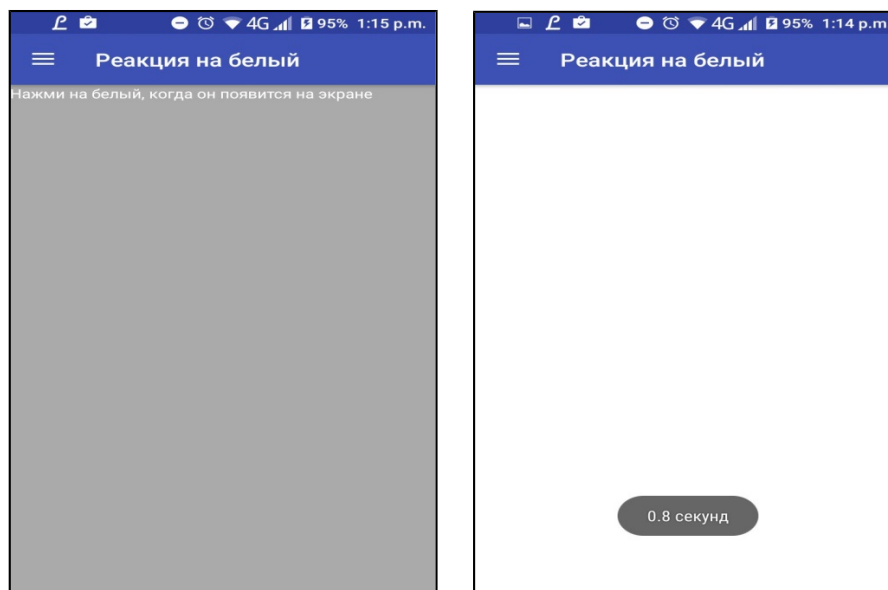 4G 95% 1:15 p.m.
Реакция на белый
Нажми на белый, когда он появится на экране
4G 95% 1:14 p.m
Реакция на белый
0.8 секунд